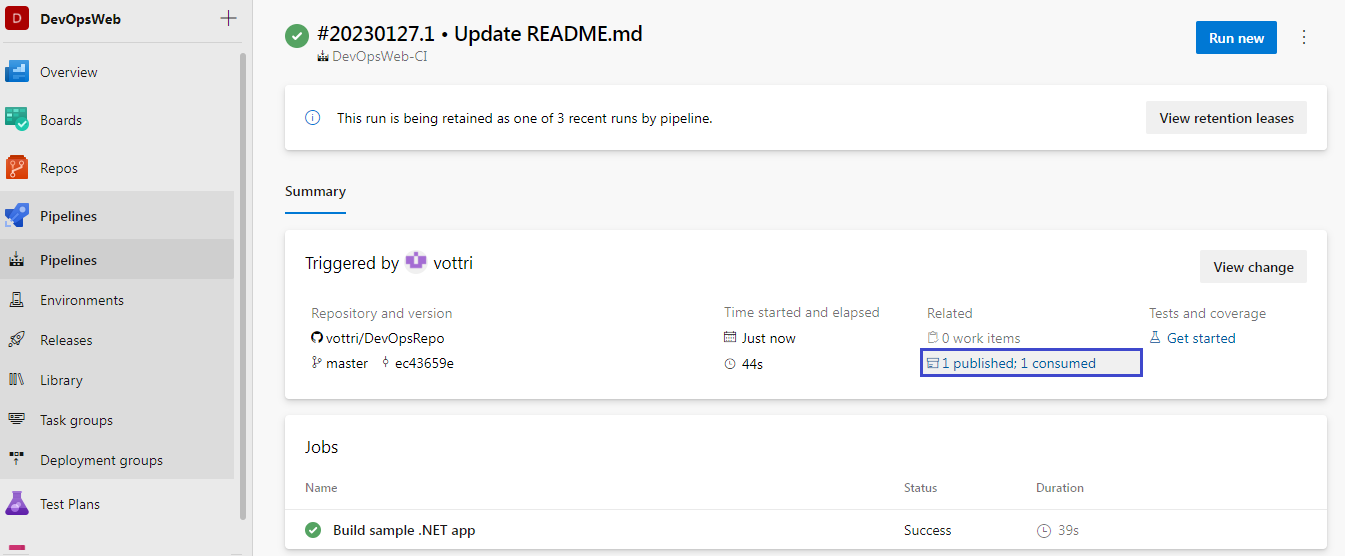 D DevOpsWeb
Overview
Boards
Repos
Pipelines
Pipelines
Environments
Releases
Library
Task groups
Deployment groups
Test Plans
#20230127.1 • Update README.md
DevOpsWeb-CI
Run new
This run is being retained as one of 3 recent runs by pipeline.
View retention leases
Summary
Triggered by vottri
View change
Repository and version
vottri/DevOpsRepo
master ec43659e
Time started and elapsed
Just now
44s
Related
0 work items
1 published; 1 consumed
Tests and coverage
Get started
Jobs
Name Status Duration
Build sample .NET app Success 39s